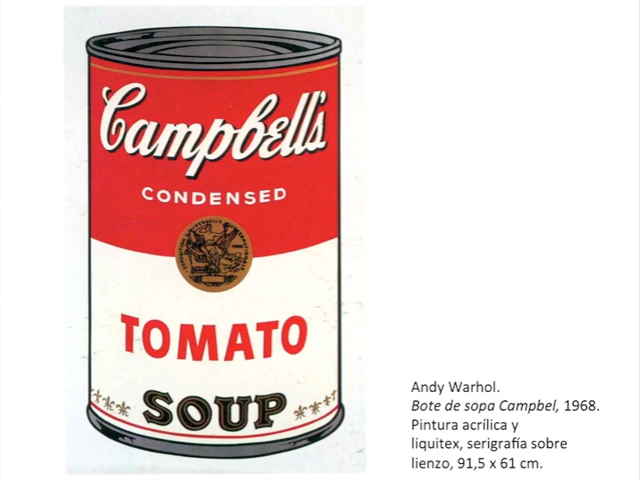 Campbell's
CONDENSED
TOMATO
SOUP
Andy Warhol.
Bote de sopa Campbel, 1968.
Pintura acrílica y
liquitex, serigrafía sobre
lienzo, 91,5 x 61 cm.